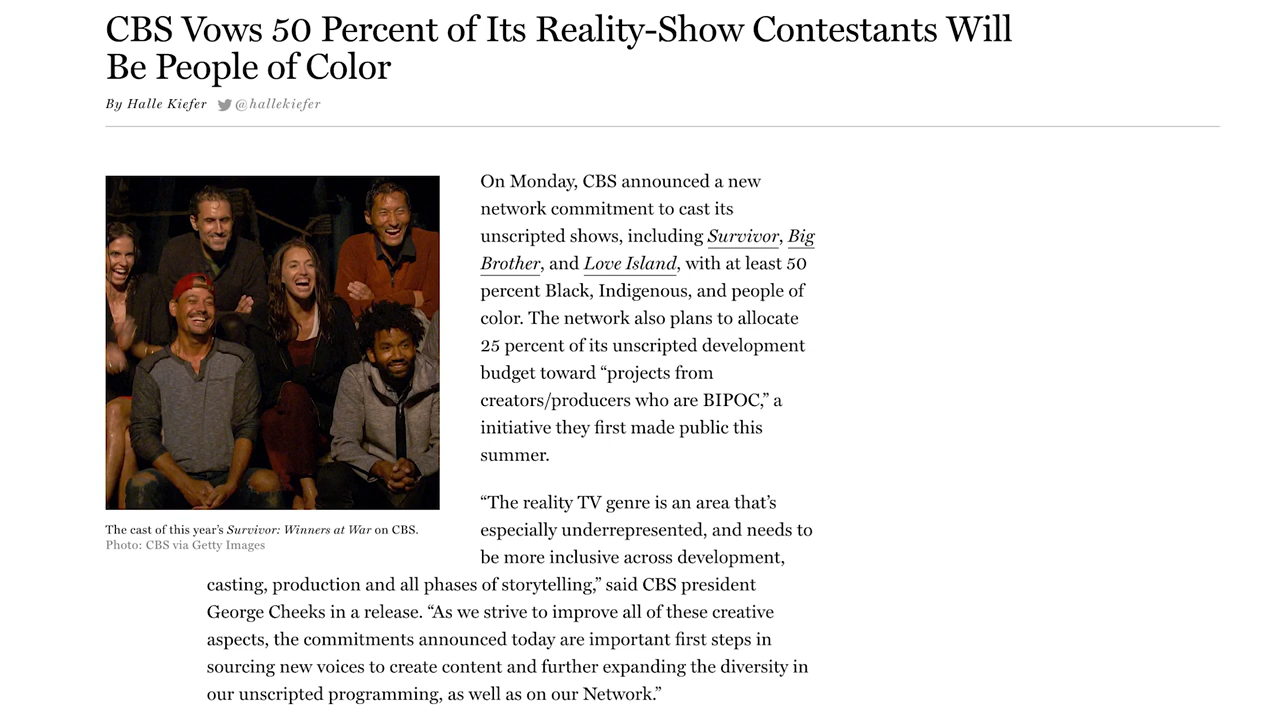 CBS Vows 50 Percent of Its Reality-Show Contestants Will
Be People of Color
By Halle Kiefer @hallekiefer
On Monday, CBS announced a new
network commitment to cast its
unscripted shows, including Survivor, Big
Brother, and Love Island, with at least 50
percent Black, Indigenous, and people of
color. The network also plans to allocate
25 percent of its unscripted development
budget toward “projects from
creators/producers who are BIPOC,” a
initiative they first made public this
summer.
The cast of this year’s Survivor: Winners at War on CBS.
Photo: CBS via Getty Images
“The reality TV genre is an area that’s
especially underrepresented, and needs to
be more inclusive across development,
casting, production and all phases of storytelling,” said CBS president
George Cheeks in a release. “As we strive to improve all of these creative
aspects, the commitments announced today are important first steps in
sourcing new voices to create content and further expanding the diversity in
our unscripted programming, as well as on our Network.”